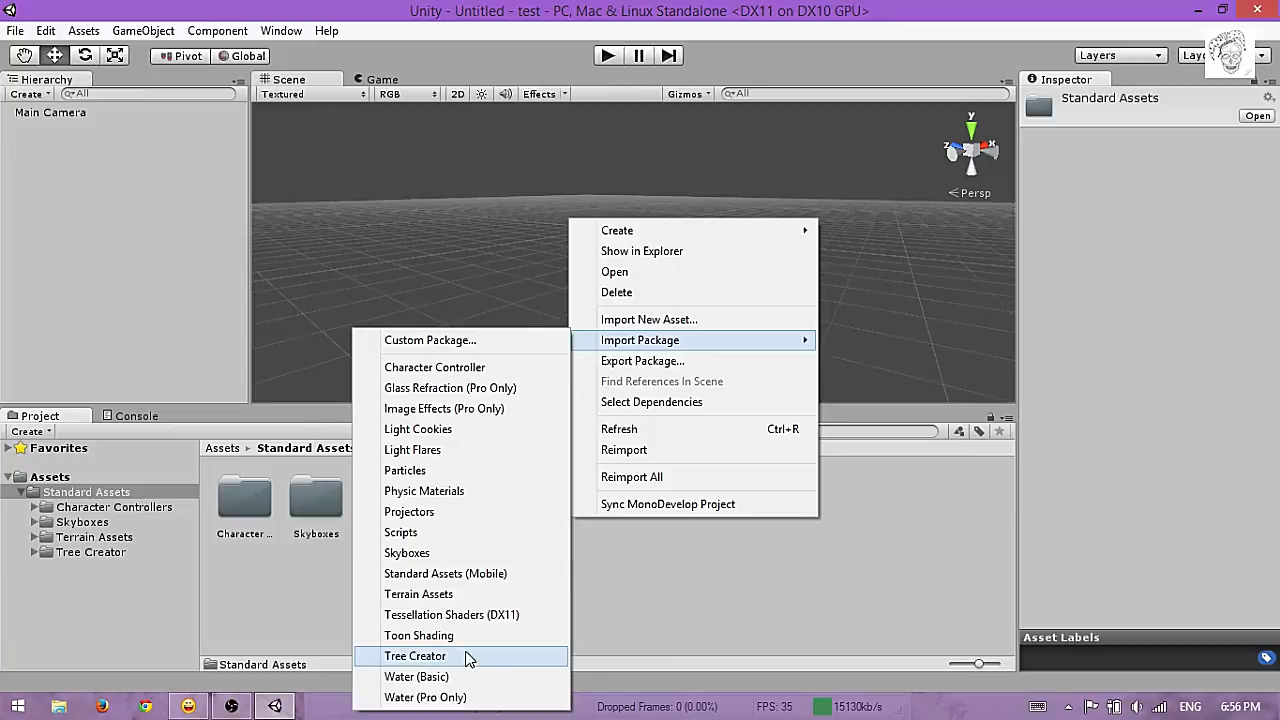 Unity - Untitled - test - PC, Mac & Linux Standalone <DX11 on DX10 GPU>
File Edit Assets GameObject Component Window Help
Pivot Global Layers
Hierarchy
Create All
Main Camera
Scene Game
Textured RGB 2D Effects Gizmos All
y
z x
Persp
Inspector
Standard Assets
Open
Create
Show in Explorer
Open
Delete
Import New Asset...
Import Package
Export Package...
Find References In Scene
Select Dependencies
Refresh Ctrl+R
Reimport
Reimport All
Sync MonoDevelop Project
Custom Package...
Character Controller
Glass Refraction (Pro Only)
Image Effects (Pro Only)
Light Cookies
Light Flares
Particles
Physic Materials
Projectors
Scripts
Skyboxes
Standard Assets (Mobile)
Terrain Assets
Tessellation Shaders (DX11)
Toon Shading
Tree Creator
Water (Basic)
Water (Pro Only)
Project Console
Create
Favorites
Assets
Standard Assets
Character Controllers
Skyboxes
Terrain Assets
Tree Creator
Assets Standard Assets
Character ... Skyboxes
Standard Assets
Asset Labels
Dropped Frames: 0 (0.00%) FPS: 35 15130kb/s
ENG 6:56 PM